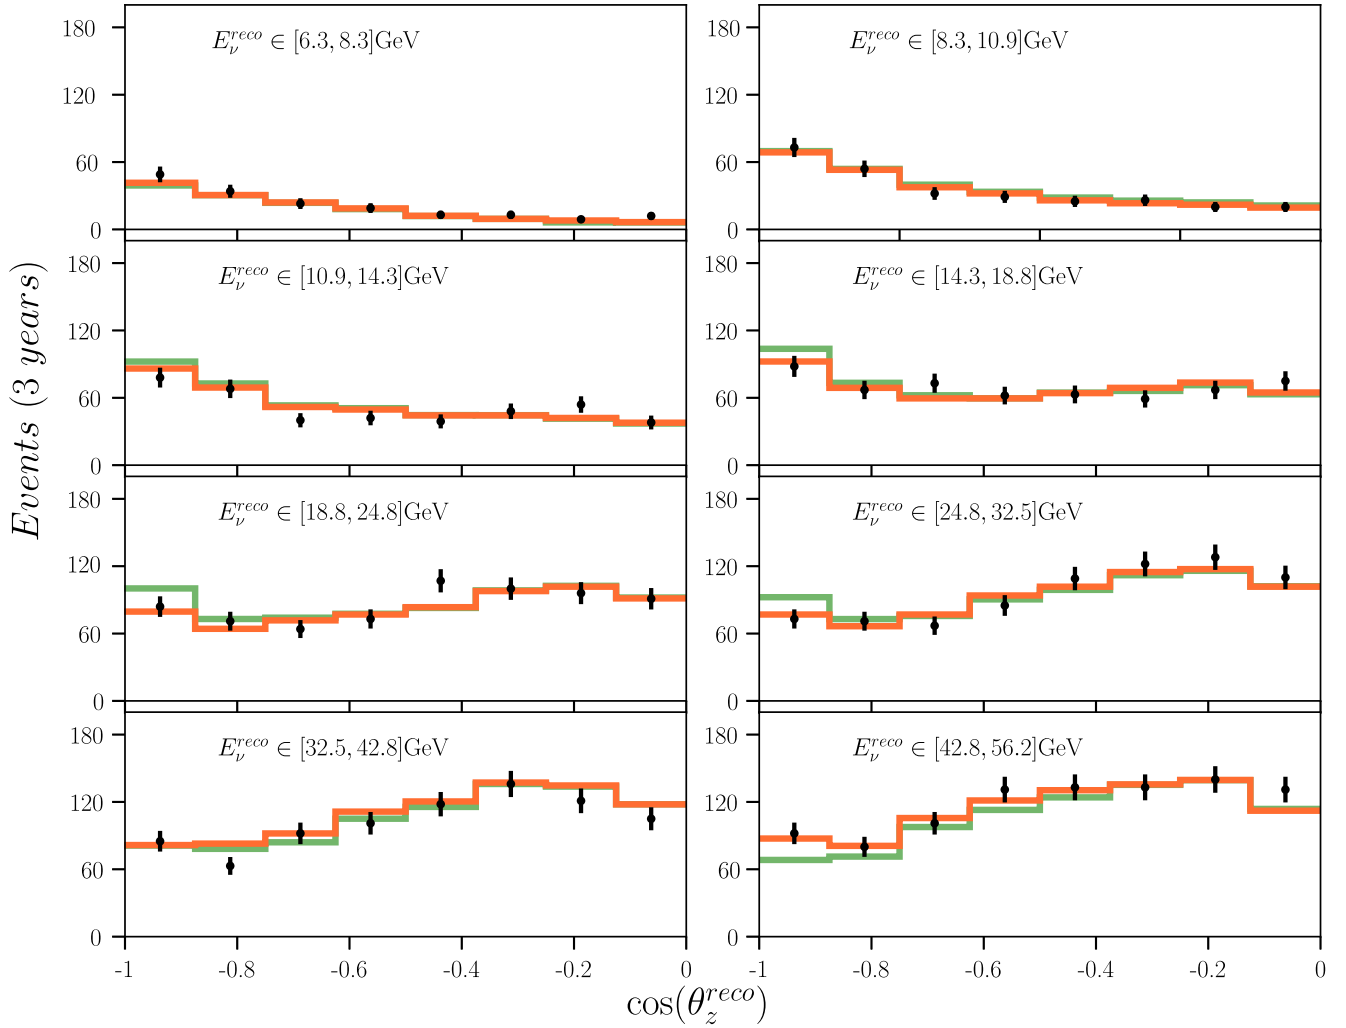 Events (3 years)
E_ν^{reco} ∈ [6.3, 8.3]GeV
180
120
60
0
E_ν^{reco} ∈ [8.3, 10.9]GeV
180
120
60
0
E_ν^{reco} ∈ [10.9, 14.3]GeV
180
120
60
0
E_ν^{reco} ∈ [14.3, 18.8]GeV
180
120
60
0
E_ν^{reco} ∈ [18.8, 24.8]GeV
180
120
60
0
E_ν^{reco} ∈ [24.8, 32.5]GeV
180
120
60
0
E_ν^{reco} ∈ [32.5, 42.8]GeV
180
120
60
0
E_ν^{reco} ∈ [42.8, 56.2]GeV
180
120
60
0
-1 -0.8 -0.6 -0.4 -0.2 0
-1 -0.8 -0.6 -0.4 -0.2 0
cos(θ_z^{reco})